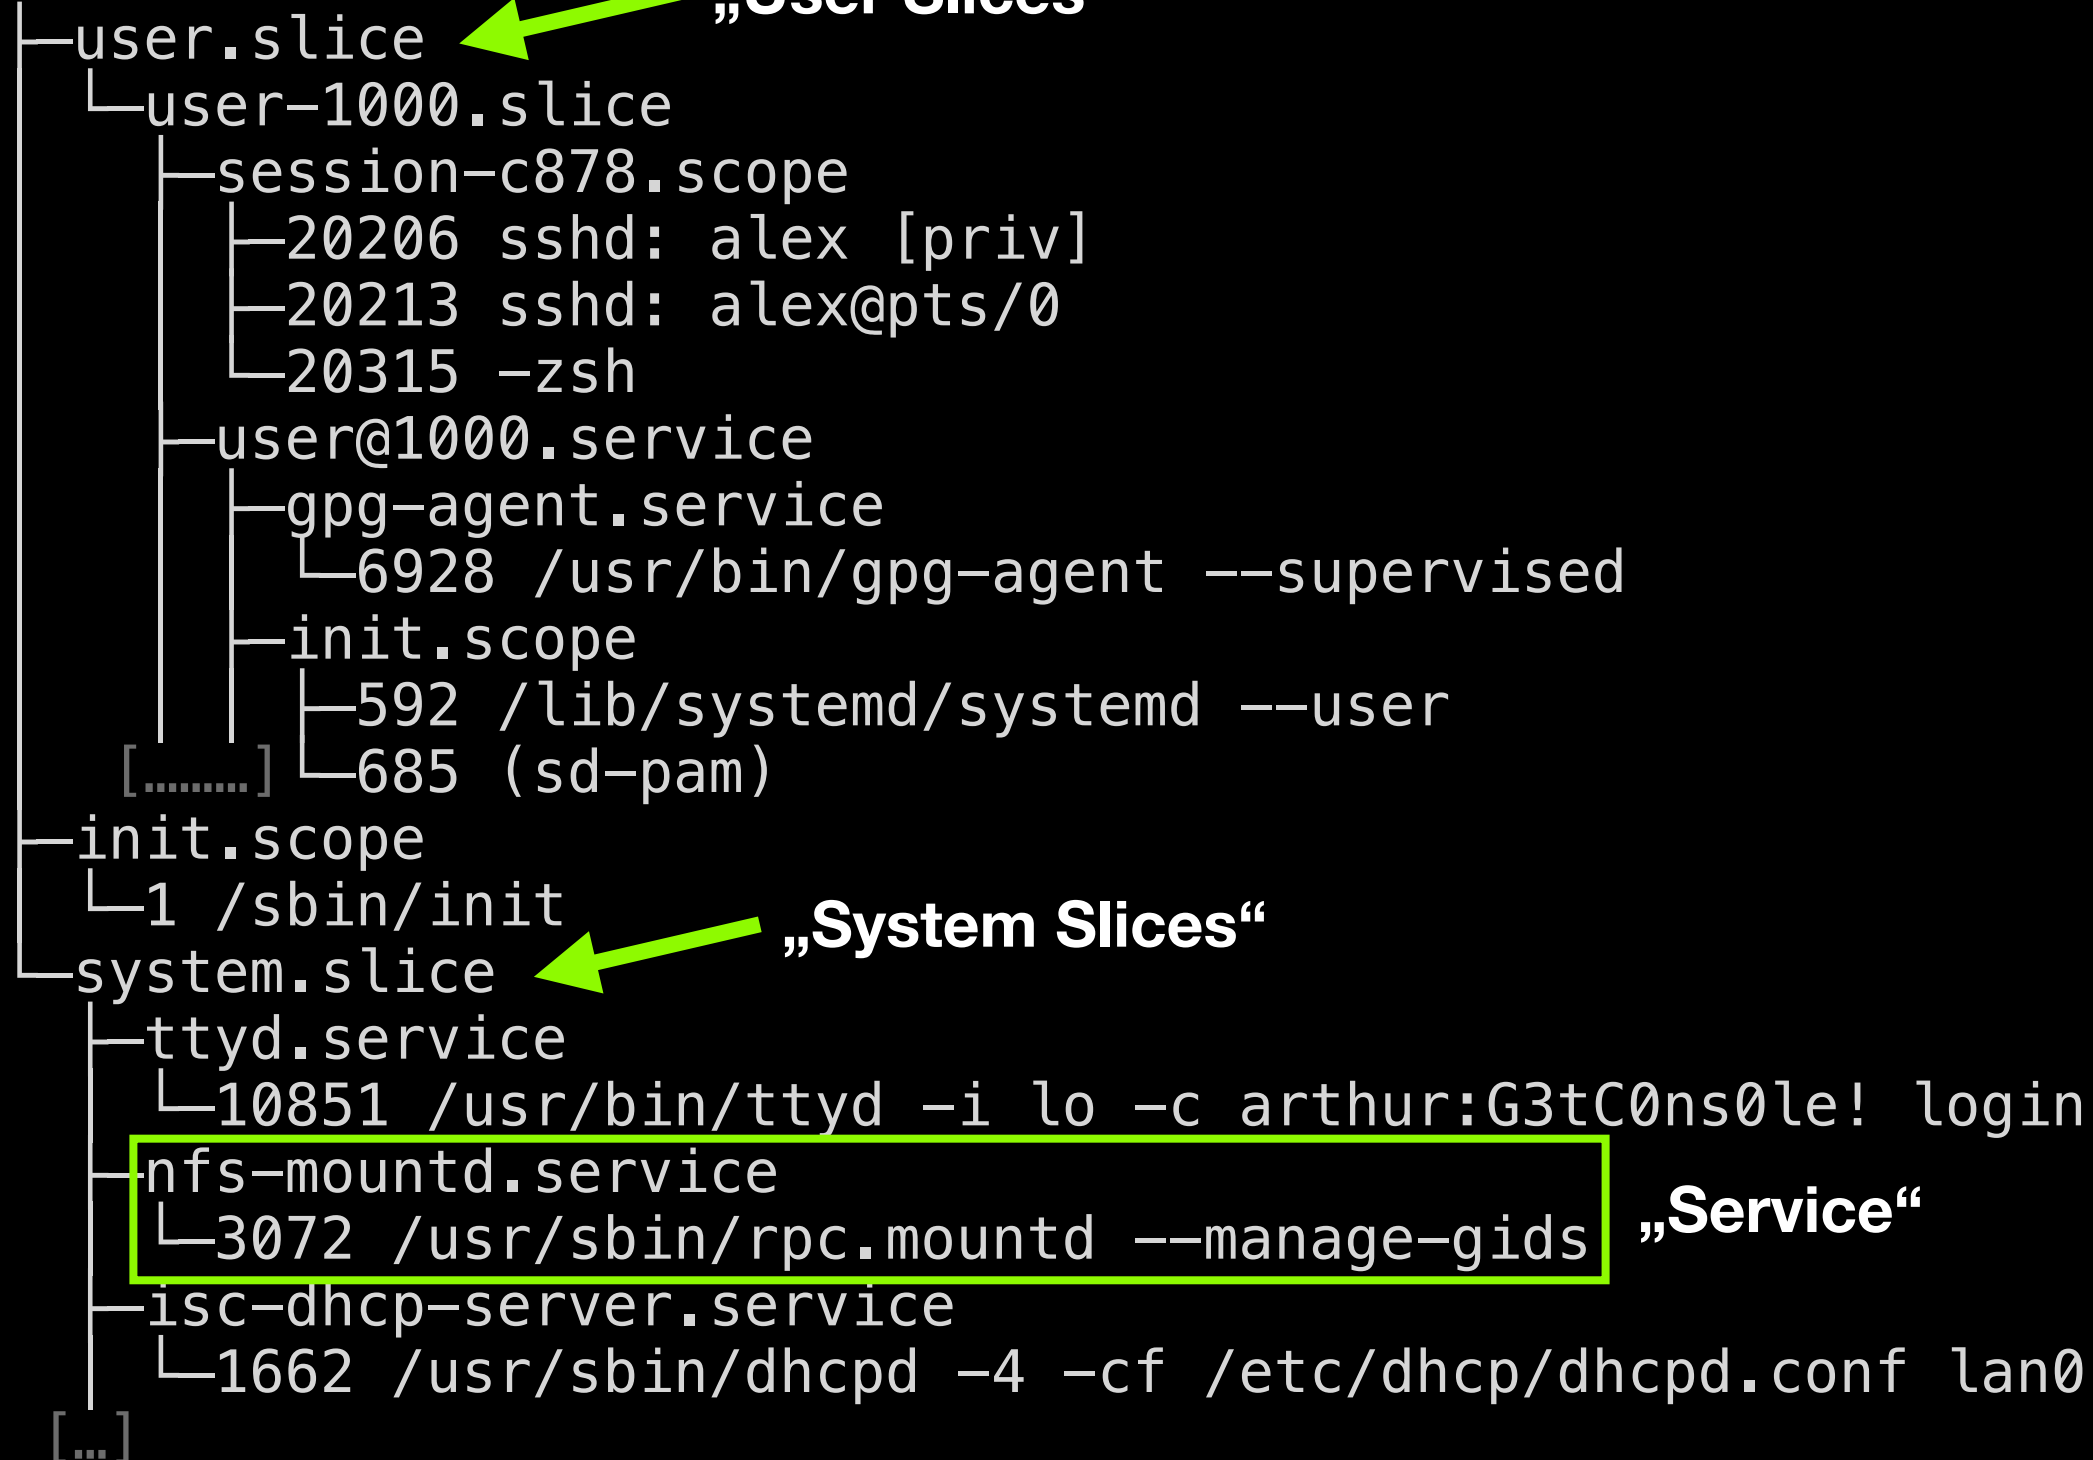 „User Slices
├─user.slice
│ └─user-1000.slice
│   ├─session-c878.scope
│   │ ├─20206 sshd: alex [priv]
│   │ ├─20213 sshd: alex@pts/0
│   │ └─20315 -zsh
│   ├─user@1000.service
│   │ ├─gpg-agent.service
│   │ │ └─6928 /usr/bin/gpg-agent --supervised
│   │ ├─init.scope
│   │ │ ├─592 /lib/systemd/systemd --user
│  […] └─685 (sd-pam)
├─init.scope
│ └─1 /sbin/init
„System Slices“
└─system.slice
  ├─ttyd.service
  │ └─10851 /usr/bin/ttyd -i lo -c arthur:G3tC0ns0le! login
  ├─nfs-mountd.service
  │ └─3072 /usr/sbin/rpc.mountd --manage-gids
„Service“
  ├─isc-dhcp-server.service
  │ └─1662 /usr/sbin/dhcpd -4 -cf /etc/dhcp/dhcpd.conf lan0
 […]